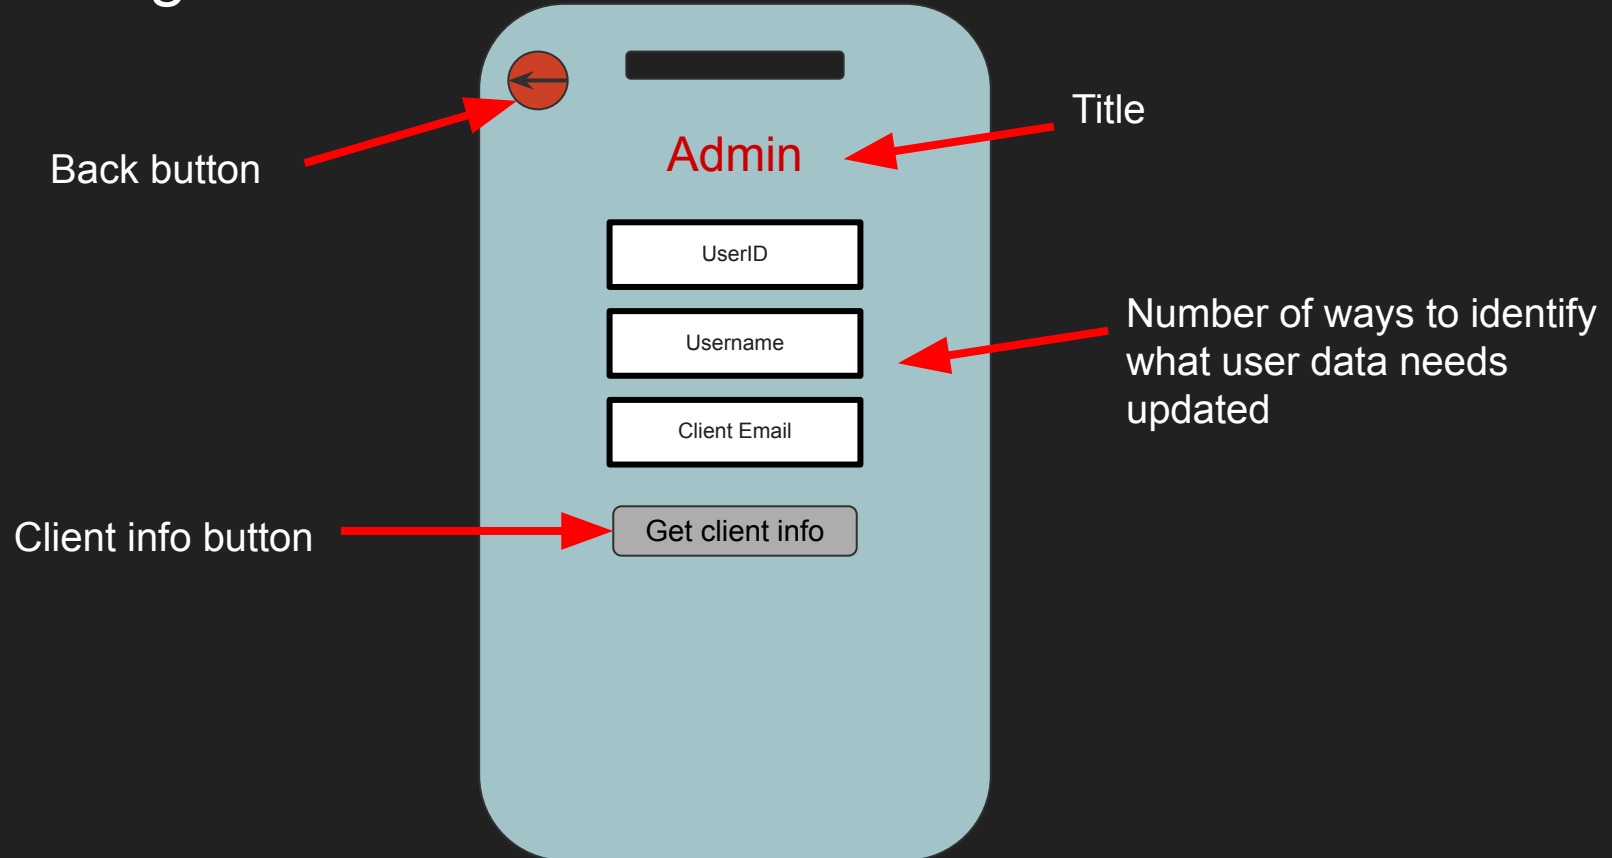 Title
Back button
Admin
UserID
Number of ways to identify
what user data needs
updated
Username
Client Email
Client info button
Get client info